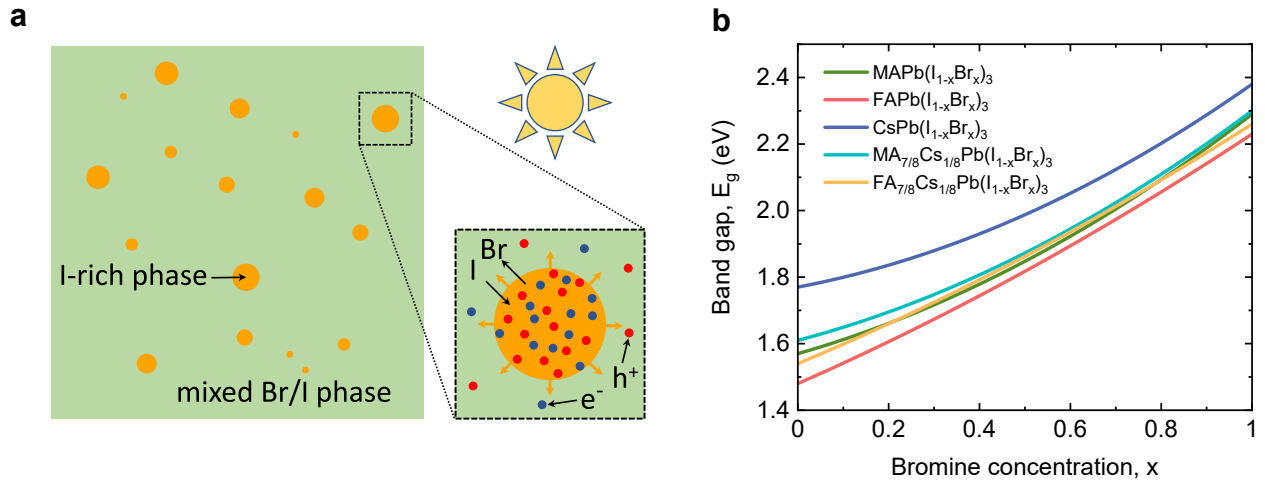 a
I-rich phase
mixed Br/I phase
Br
I
h⁺
e⁻
b
Band gap, E_g (eV)
2.4
2.2
2.0
1.8
1.6
1.4
MAPb(I₁₋ₓBrₓ)₃
FAPb(I₁₋ₓBrₓ)₃
CsPb(I₁₋ₓBrₓ)₃
MA₇/₈Cs₁/₈Pb(I₁₋ₓBrₓ)₃
FA₇/₈Cs₁/₈Pb(I₁₋ₓBrₓ)₃
0 0.2 0.4 0.6 0.8 1
Bromine concentration, x